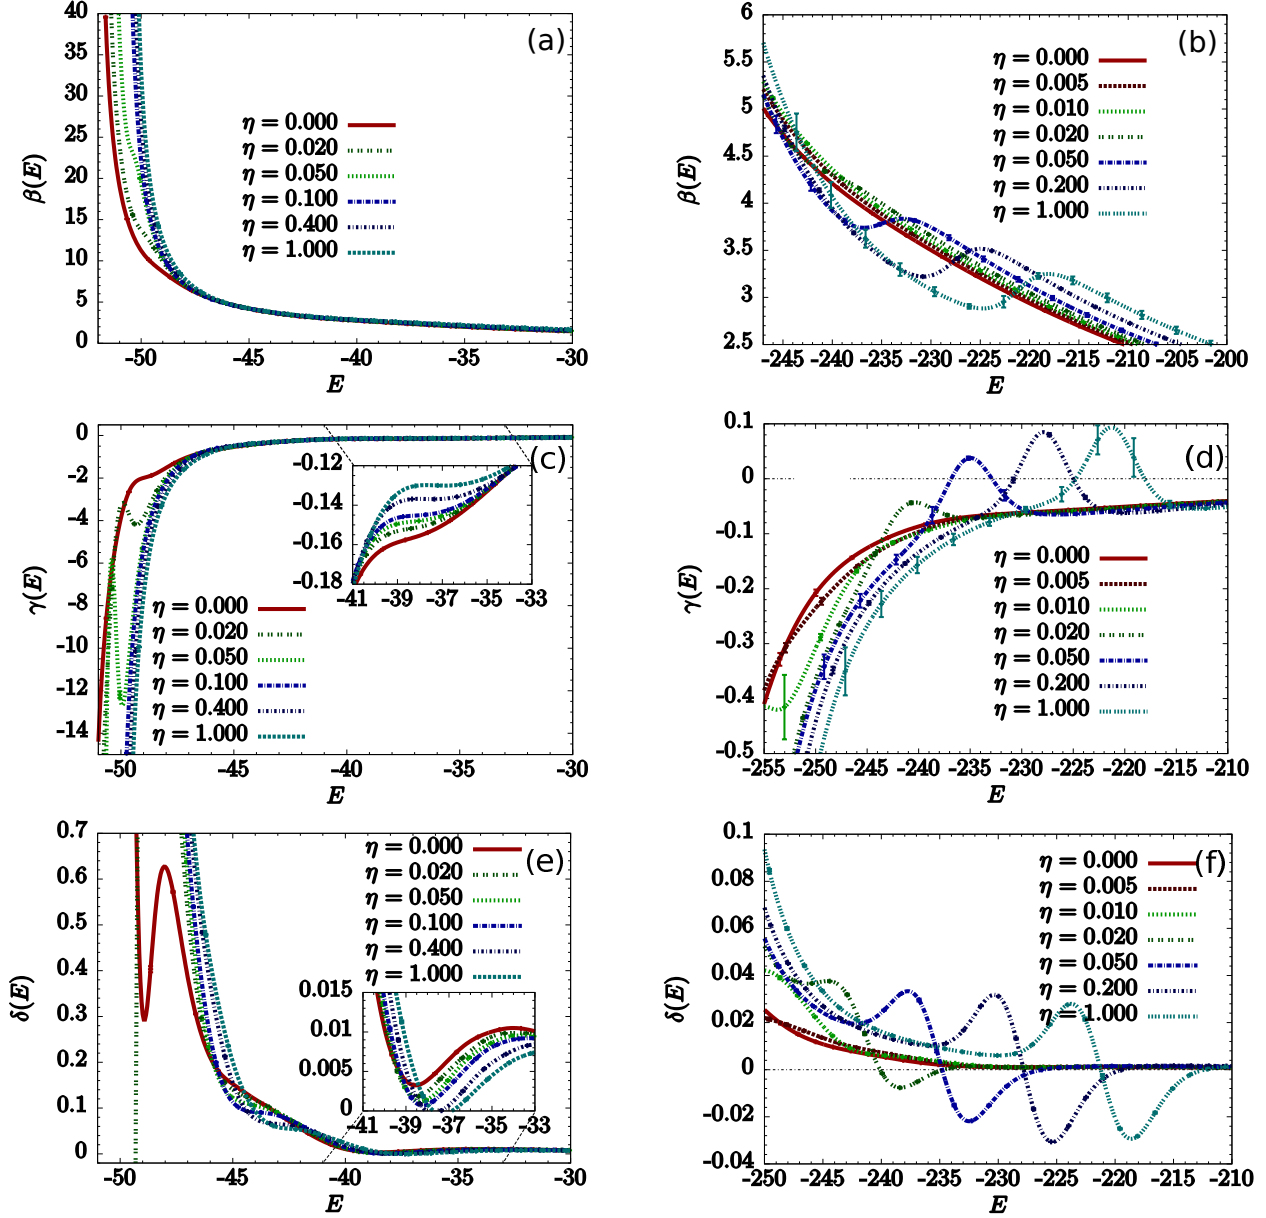 (a)
40
35
30
25
20
15
10
5
0
β(E)
η = 0.000
η = 0.020
η = 0.050
η = 0.100
η = 0.400
η = 1.000
-50 -45 -40 -35 -30
E
(b)
6
5.5
5
4.5
4
3.5
3
2.5
β(E)
η = 0.000
η = 0.005
η = 0.010
η = 0.020
η = 0.050
η = 0.200
η = 1.000
-245 -240 -235 -230 -225 -220 -215 -210 -205 -200
E
(c)
0
-2
-4
-6
-8
-10
-12
-14
γ(E)
-0.12
-0.14
-0.16
-0.18
-41 -39 -37 -35 -33
η = 0.000
η = 0.020
η = 0.050
η = 0.100
η = 0.400
η = 1.000
-50 -45 -40 -35 -30
E
(d)
0.1
0
-0.1
-0.2
-0.3
-0.4
-0.5
γ(E)
η = 0.000
η = 0.005
η = 0.010
η = 0.020
η = 0.050
η = 0.200
η = 1.000
-255 -250 -245 -240 -235 -230 -225 -220 -215 -210
E
(e)
0.7
0.6
0.5
0.4
0.3
0.2
0.1
0
δ(E)
η = 0.000
η = 0.020
η = 0.050
η = 0.100
η = 0.400
η = 1.000
0.015
0.010
0.005
0
-41 -39 -37 -35 -33
-50 -45 -40 -35 -30
E
(f)
0.1
0.08
0.06
0.04
0.02
0
-0.02
-0.04
δ(E)
η = 0.000
η = 0.005
η = 0.010
η = 0.020
η = 0.050
η = 0.200
η = 1.000
-250 -245 -240 -235 -230 -225 -220 -215 -210
E